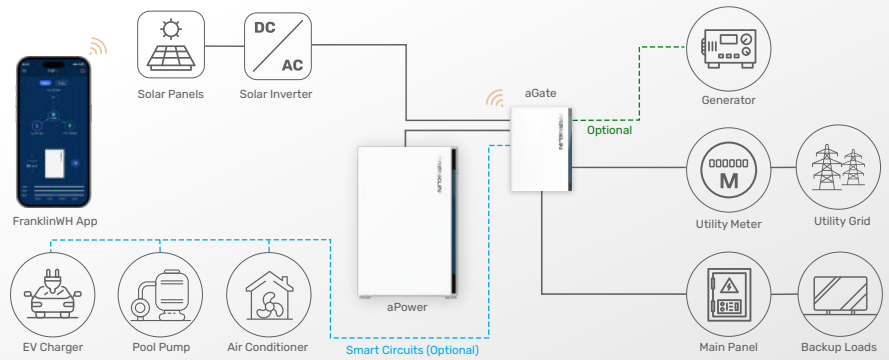 DC
AC
aGate
Solar Panels
Solar Inverter
Generator
Optional
FranklinWH App
M
Utility Meter
Utility Grid
aPower
EV Charger
Pool Pump
Air Conditioner
Smart Circuits (Optional)
Main Panel
Backup Loads